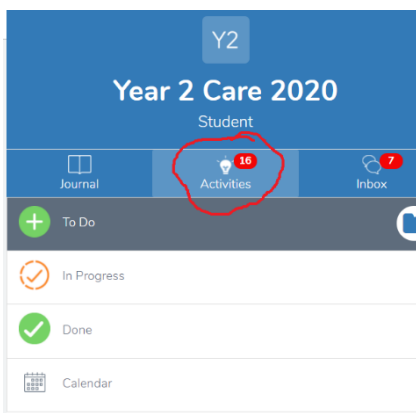 Y2
Year 2 Care 2020
Student
16
7
Journal
Activities
Inbox
To Do
In Progress
Done
Calendar